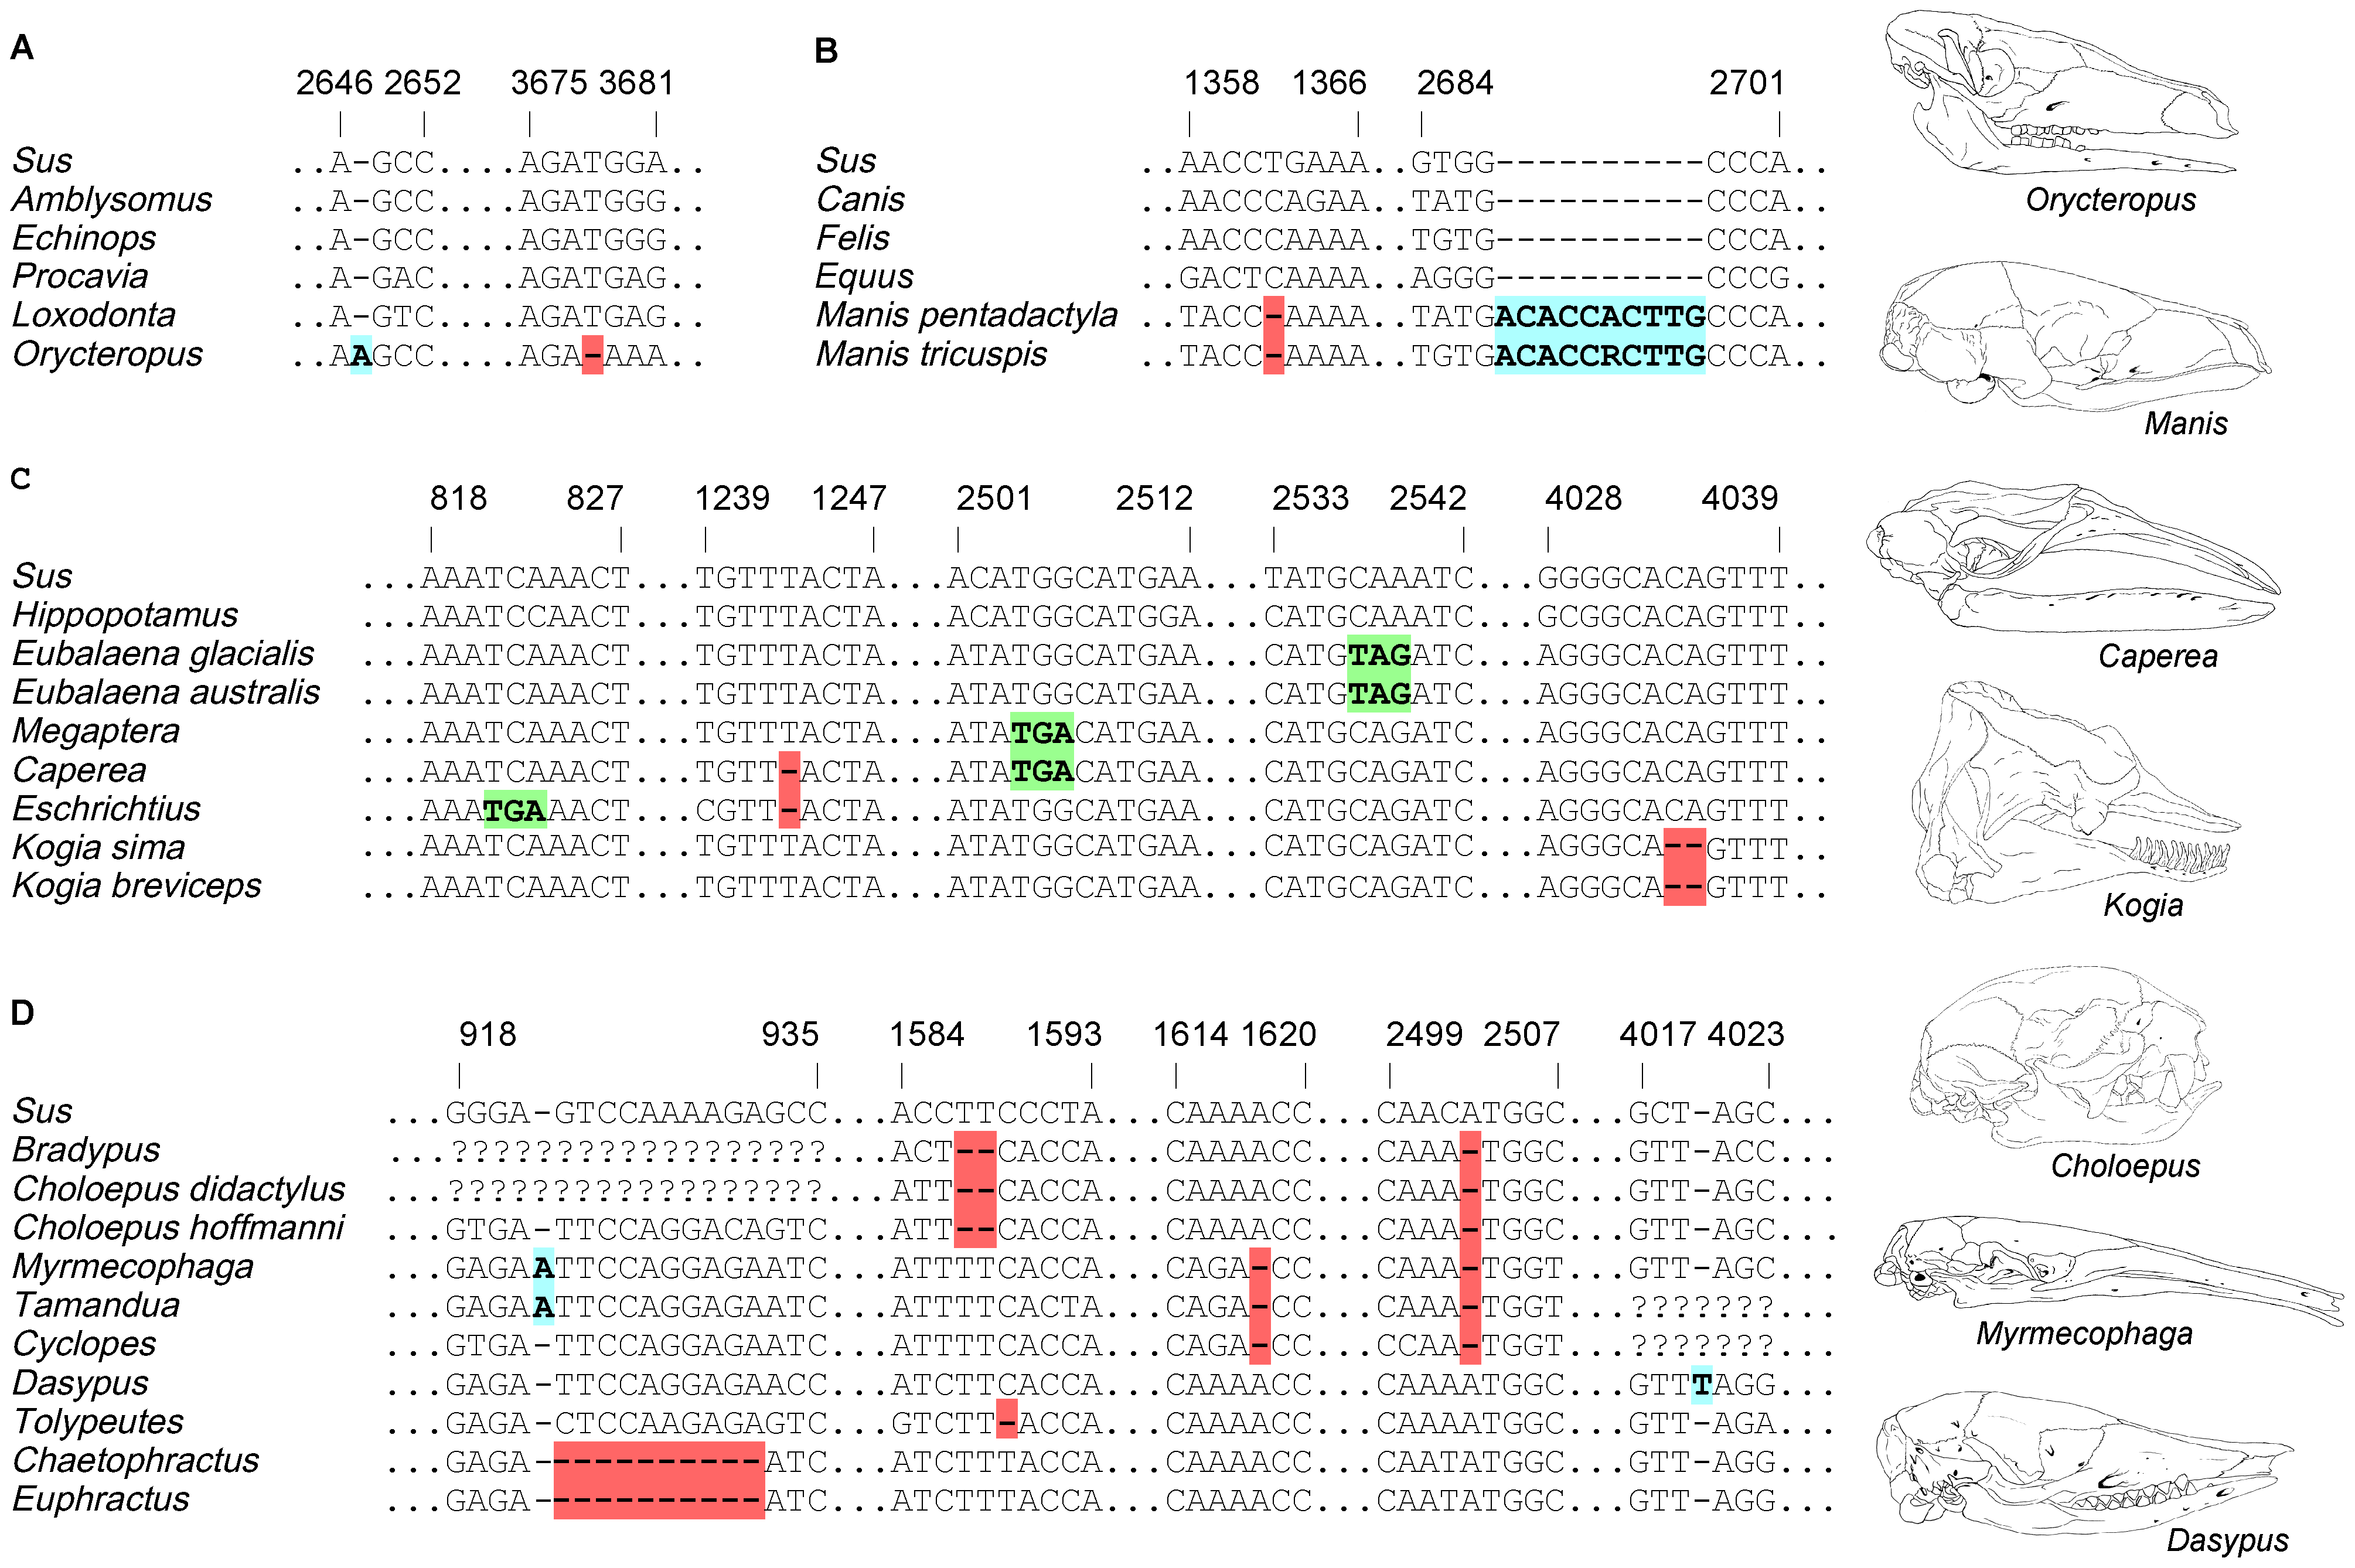 A
2646 2652 3675 3681
Sus ..A-GCC....AGATGGA..
Amblysomus ..A-GCC....AGATGGG..
Echinops ..A-GCC....AGATGGG..
Procavia ..A-GAC....AGATGAG..
Loxodonta ..A-GTC....AGATGAG..
Orycteropus ..AAGCC....AGA-AAA..
B
1358 1366 2684 2701
Sus ..AACCTGAAA..GTGG----------CCCA..
Canis ..AACCCAGAA..TATG----------CCCA..
Felis ..AACCCAAAA..TGTG----------CCCA..
Equus GACTCAAAA..AGGG----------CCCG..
Manis pentadactyla ..TACC-AAAA..TATGACACCACTTGCCCA..
Manis tricuspis ..TACC-AAAA..TGTGACACCRCTTGCCCA..
Orycteropus
Manis
C
818 827 1239 1247 2501 2512 2533 2542 4028 4039
Sus ...AAATCAAACT...TGTTTACTA...ACATGGCATGAA...TATGCAAATC...GGGGCACAGTTT..
Hippopotamus ...AAATCCAACT...TGTTTACTA...ACATGGCATGGA...CATGCAAATC...GCGGCACAGTTT..
Eubalaena glacialis ...AAATCAAACT...TGTTTACTA...ATATGGCATGAA...CATGTAGATC...AGGGCACAGTTT..
Eubalaena australis ...AAATCAAACT...TGTTTACTA...ATATGGCATGAA...CATGTAGATC...AGGGCACAGTTT..
Megaptera ...AAATCAAACT...TGTTTACTA...ATATGACATGAA...CATGCAGATC...AGGGCACAGTTT..
Caperea ...AAATCAAACT...TGTT-ACTA...ATATGACATGAA...CATGCAGATC...AGGGCACAGTTT..
Eschrichtius ...AAATGAAACT...CGTT-ACTA...ATATGGCATGAA...CATGCAGATC...AGGGCACAGTTT..
Kogia sima ...AAATCAAACT...TGTTTACTA...ATATGGCATGAA...CATGCAGATC...AGGGCA--GTTT..
Kogia breviceps ...AAATCAAACT...TGTTTACTA...ATATGGCATGAA...CATGCAGATC...AGGGCA--GTTT..
Caperea
Kogia
D
918 935 1584 1593 1614 1620 2499 2507 4017 4023
Sus ...GGGA-GTCCAAAAGAGCC...ACCTTCCCTA...CAAAACC...CAACATGGC...GCT-AGC...
Bradypus ...??????????????????...ACT--CACCA...CAAAACC...CAAA-TGGC...GTT-ACC...
Choloepus didactylus ...??????????????????...ATT--CACCA...CAAAACC...CAAA-TGGC...GTT-AGC...
Choloepus hoffmanni ...GTGA-TTCCAGGACAGTC...ATT--CACCA...CAAAACC...CAAA-TGGC...GTT-AGC...
Myrmecophaga ...GAGAATTCCAGGAGAATC...ATTTTCACCA...CAGA-CC...CAAA-TGGT...GTT-AGC...
Tamandua ...GAGAATTCCAGGAGAATC...ATTTTCACTA...CAGA-CC...CAAA-TGGT...???????...
Cyclopes ...GTGA-TTCCAGGAGAATC...ATTTTCACCA...CAGA-CC...CCAA-TGGT...???????...
Dasypus ...GAGA-TTCCAGGAGAACC...ATCTTCACCA...CAAAACC...CAAAATGGC...GTTTAGG...
Tolypeutes ...GAGA-CTCCAAGAGAGTC...GTCTT-ACCA...CAAAACC...CAAAATGGC...GTT-AGA...
Chaetophractus ...GAGA-----------ATC...ATCTTTACCA...CAAAACC...CAATATGGC...GTT-AGG...
Euphractus ...GAGA-----------ATC...ATCTTTACCA...CAAAACC...CAATATGGC...GTT-AGG...
Choloepus
Myrmecophaga
Dasypus